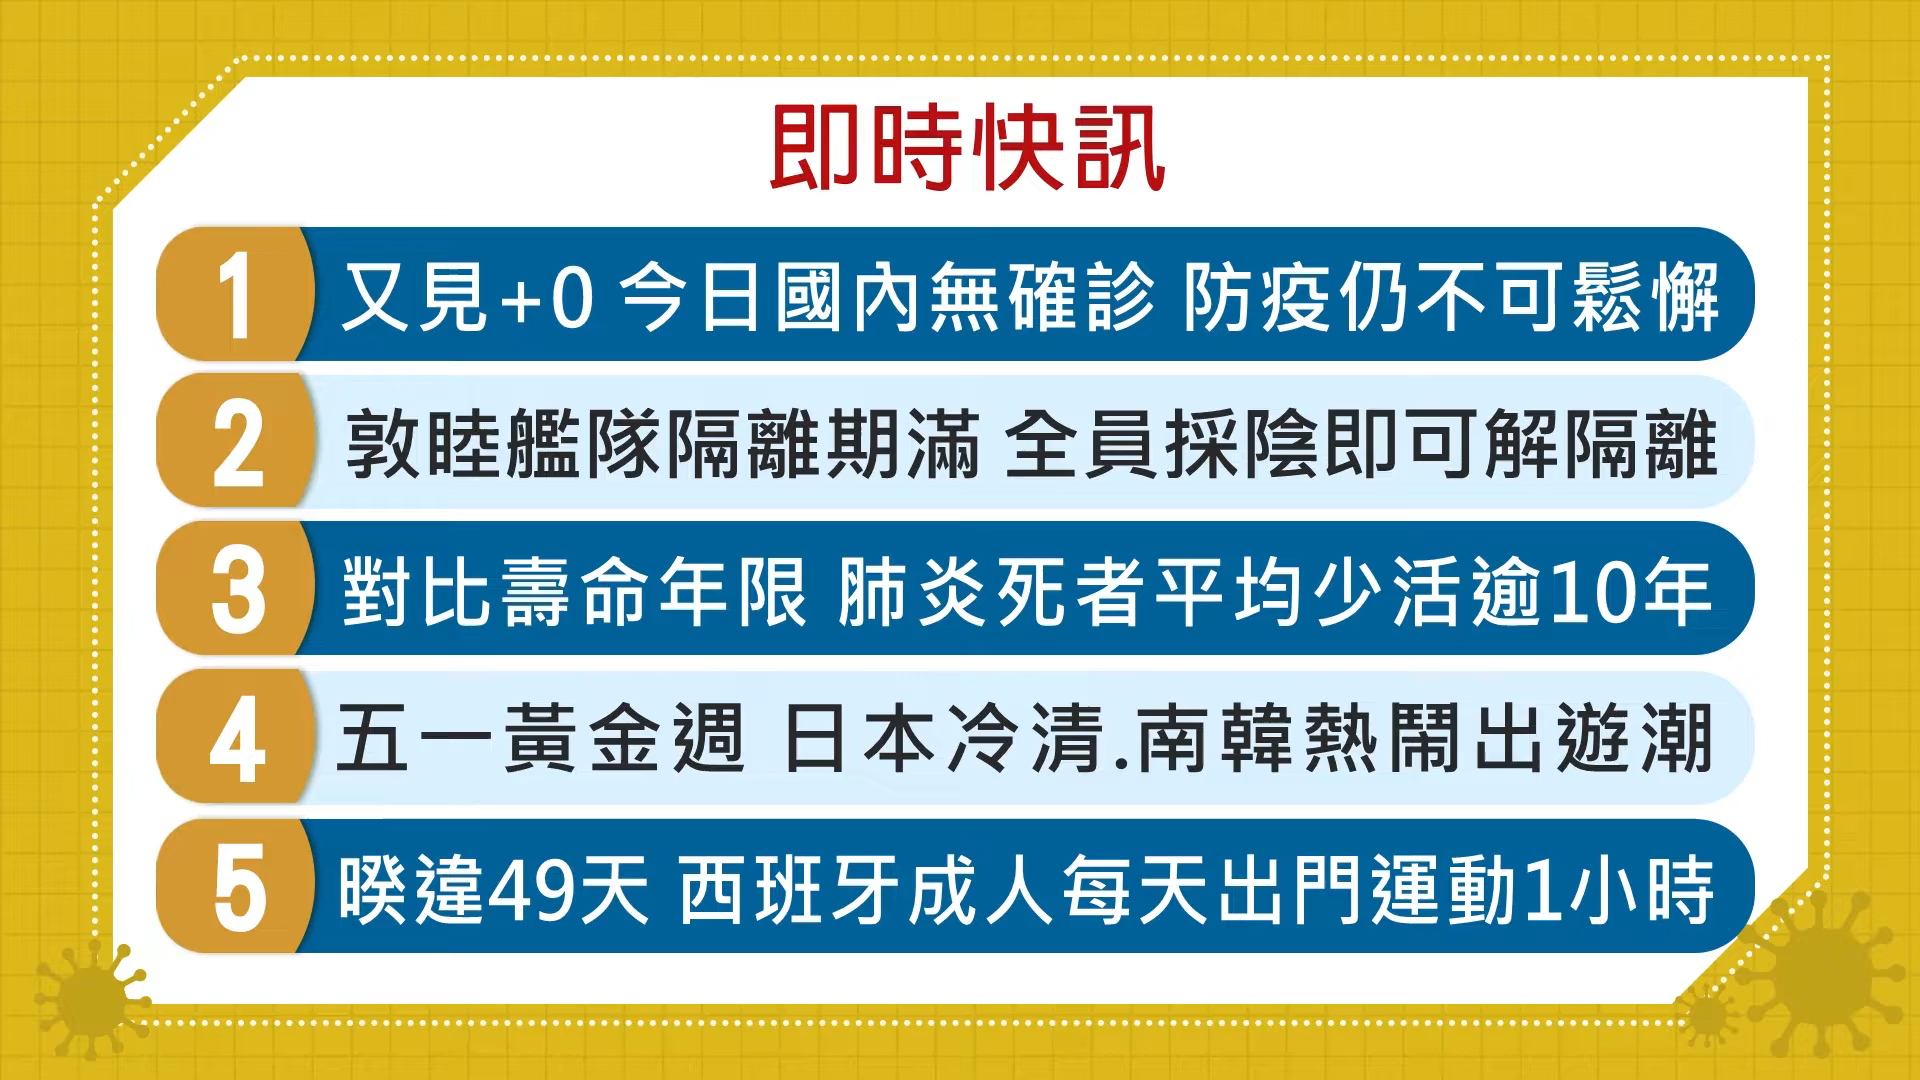 即時快訊
1 又見+0 今日國內無確診 防疫仍不可鬆懈
2 敦睦艦隊隔離期滿 全員採陰即可解隔離
3 對比壽命年限 肺炎死者平均少活逾10年
4 五一黃金週 日本冷清.南韓熱鬧出遊潮
5 睽違49天 西班牙成人每天出門運動1小時